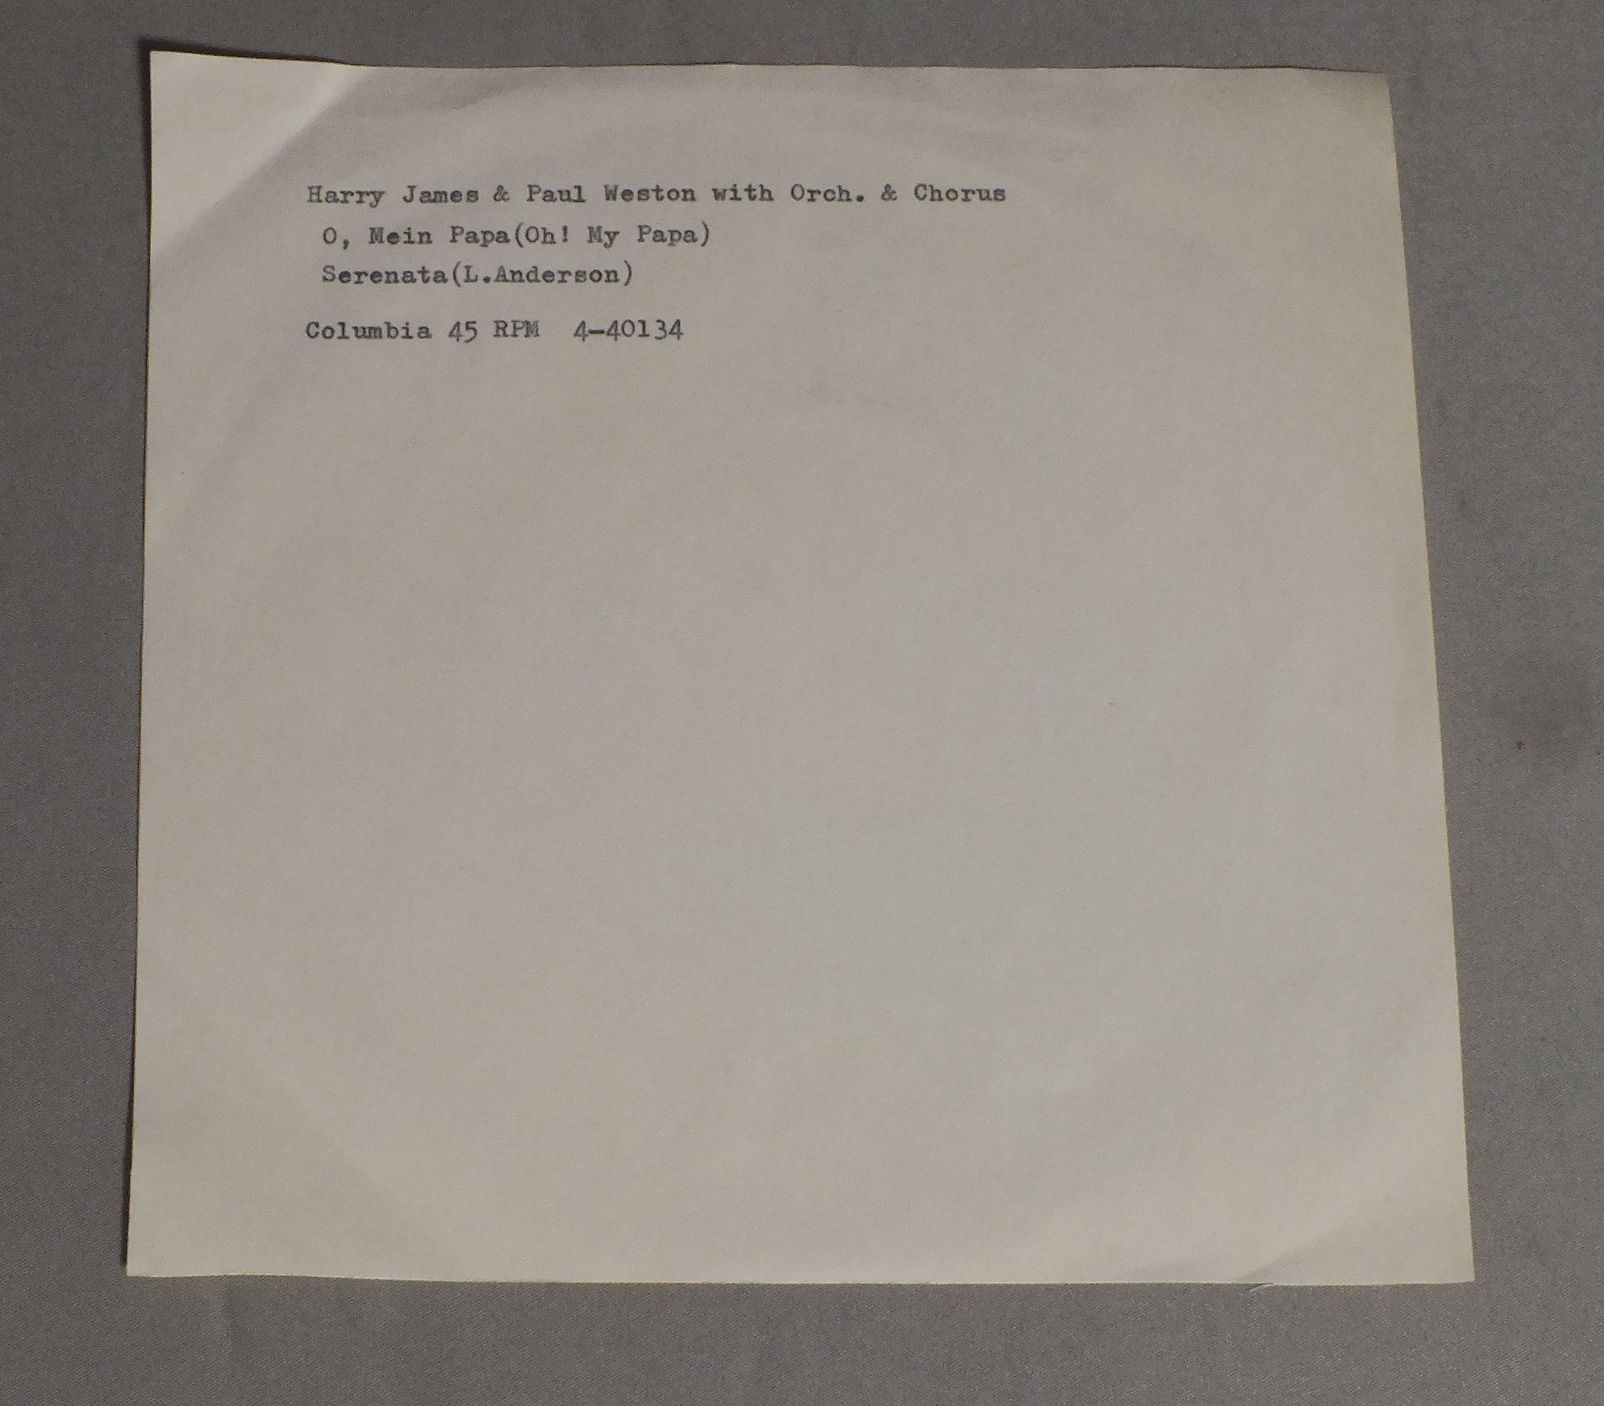 Harry James & Paul Weston with Orch. & Chorus
O, Mein Papa(Oh! My Papa)
Serenata(L.Anderson)
Columbia 45 RPM 4-40134